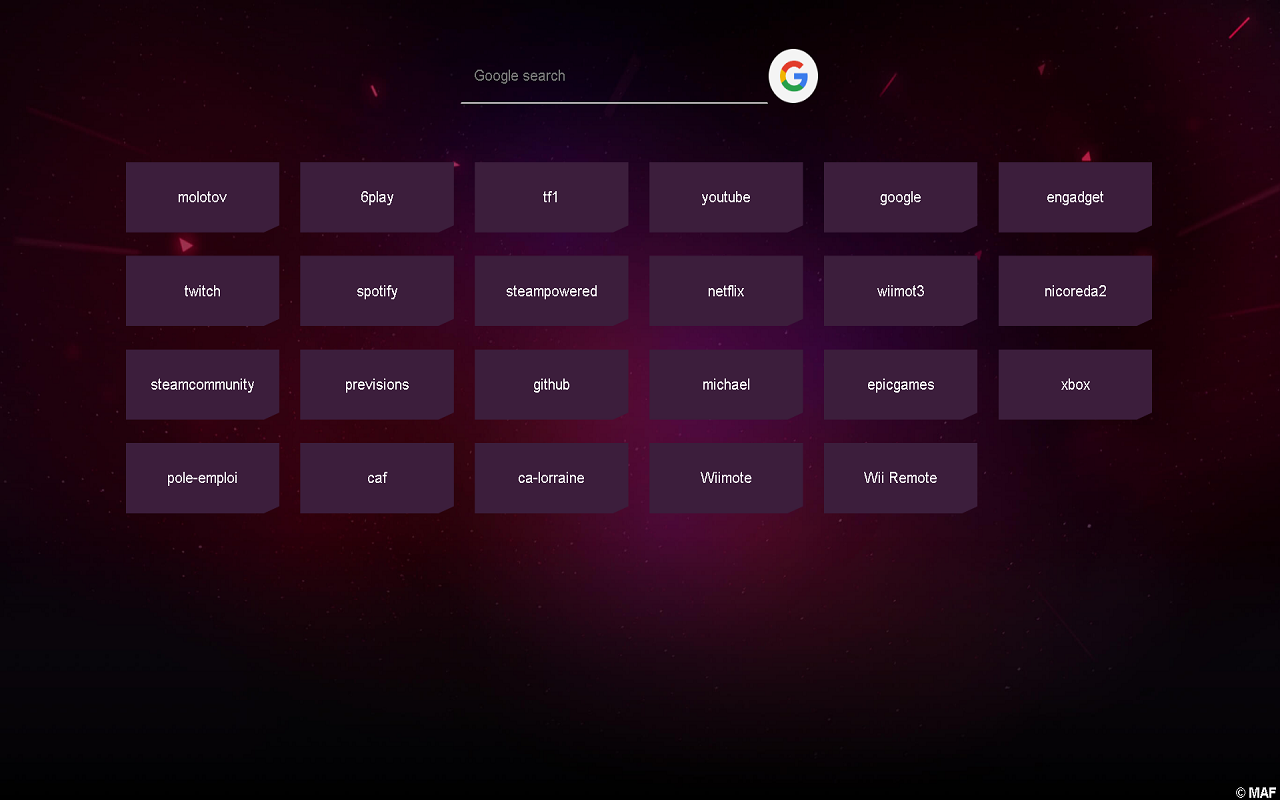 Google search
molotov
6play
tf1
youtube
google
engadget
twitch
spotify
steampowered
netflix
wiimot3
nicoreda2
steamcommunity
previsions
github
michael
epicgames
xbox
pole-emploi
caf
ca-lorraine
Wiimote
Wii Remote
© MAF